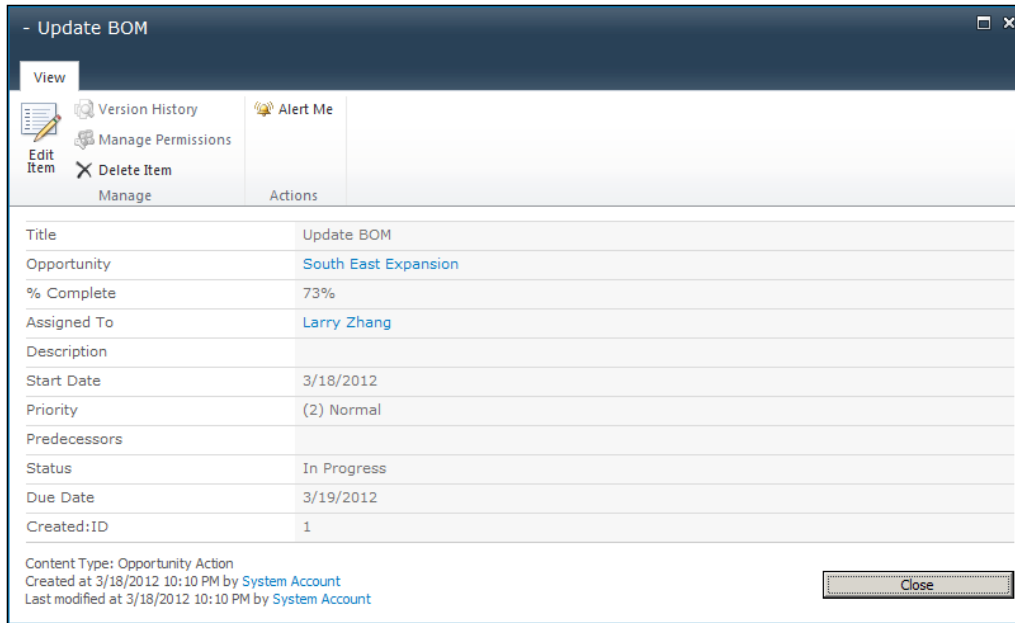 - Update BOM
View
Edit Item
Version History
Manage Permissions
Delete Item
Manage
Alert Me
Actions
Title Update BOM
Opportunity South East Expansion
% Complete 73%
Assigned To Larry Zhang
Description
Start Date 3/18/2012
Priority (2) Normal
Predecessors
Status In Progress
Due Date 3/19/2012
Created:ID 1
Content Type: Opportunity Action
Created at 3/18/2012 10:10 PM by System Account
Last modified at 3/18/2012 10:10 PM by System Account
Close